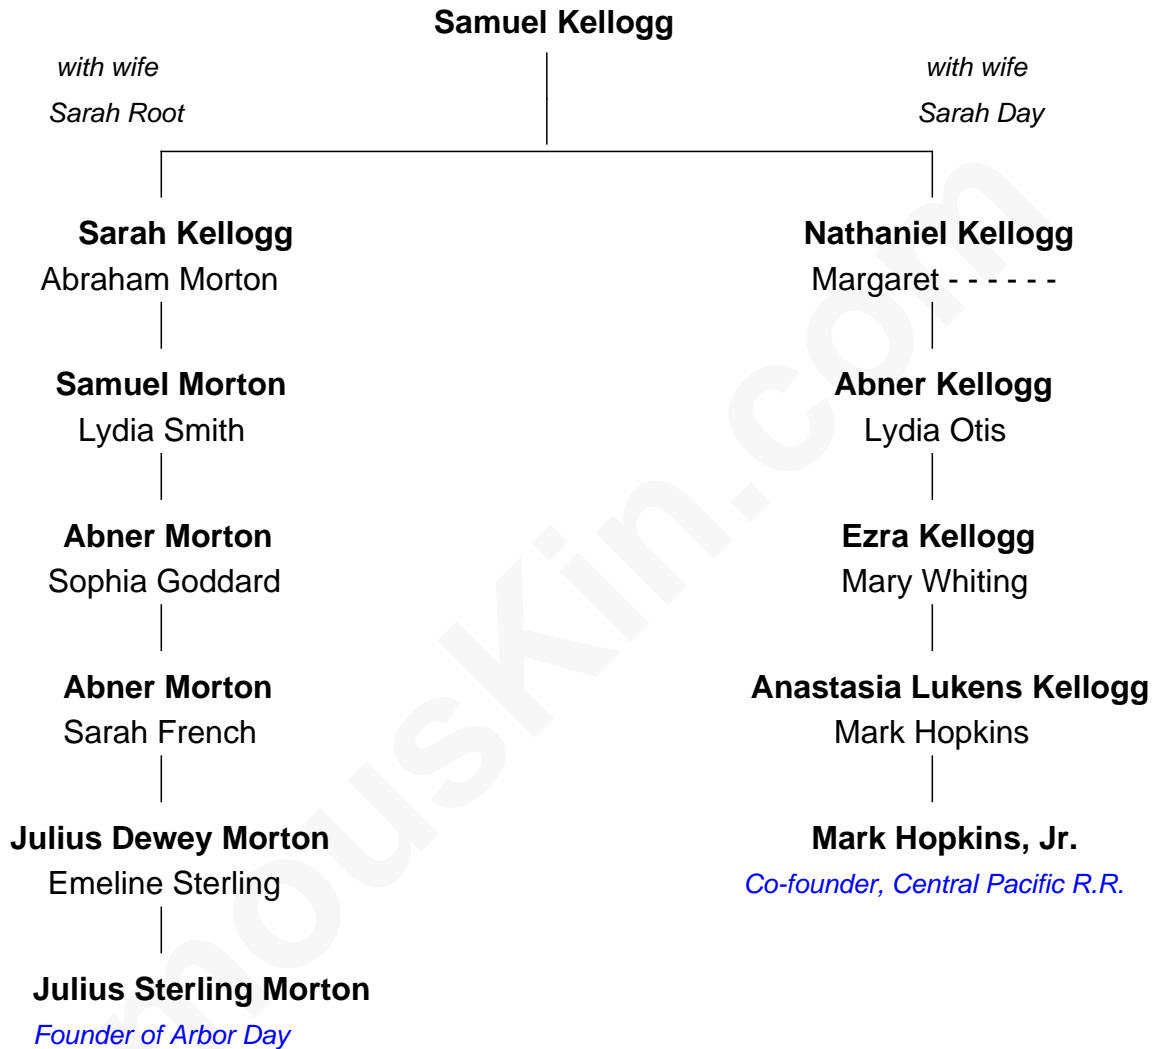 Samuel Kellogg
with wife
Sarah Root
with wife
Sarah Day
Sarah Kellogg
Abraham Morton
Nathaniel Kellogg
Margaret - - - - - -
Samuel Morton
Lydia Smith
Abner Kellogg
Lydia Otis
Abner Morton
Sophia Goddard
Ezra Kellogg
Mary Whiting
Abner Morton
Sarah French
Anastasia Lukens Kellogg
Mark Hopkins
Julius Dewey Morton
Emeline Sterling
Mark Hopkins, Jr.
Co-founder, Central Pacific R.R.
Julius Sterling Morton
Founder of Arbor Day
mousKin.com